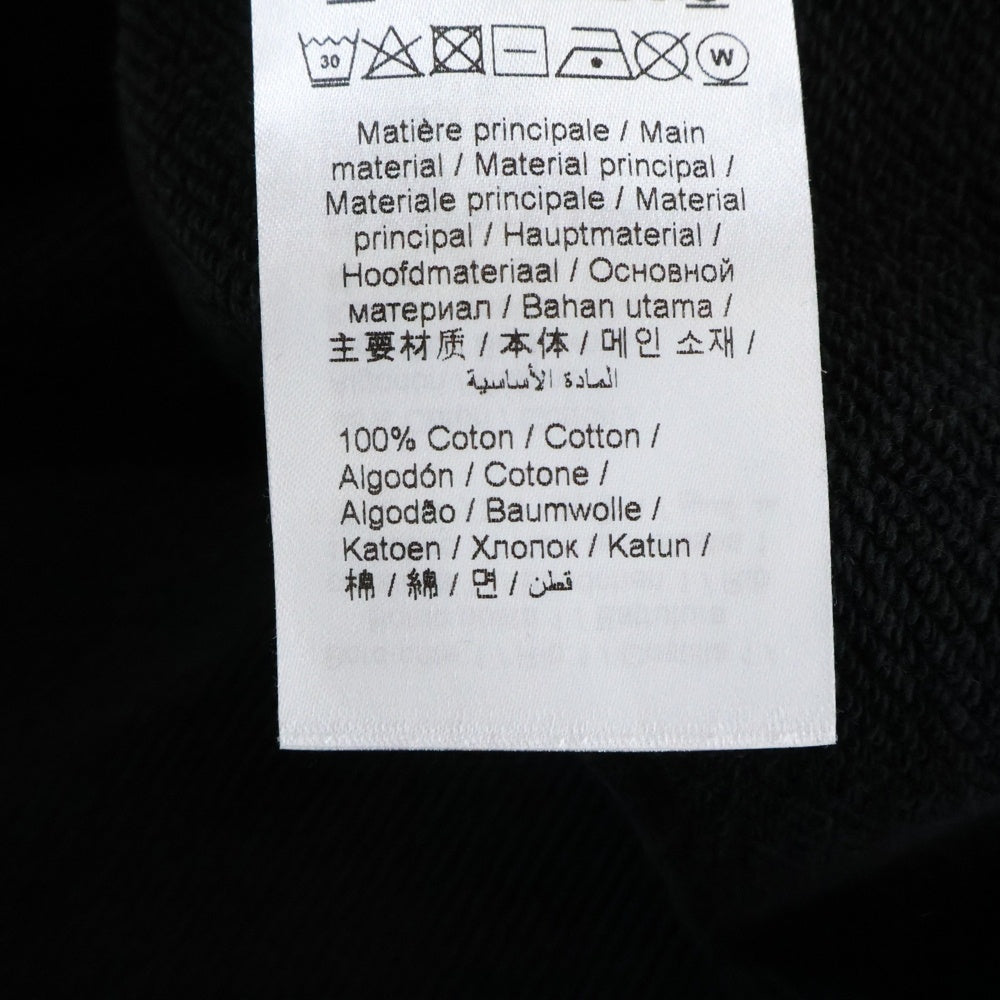 30 W
Matière principale / Main
material / Material principal /
Materiale principale / Material
principal / Hauptmaterial /
Hoofdmateriaal / Основной
материал / Bahan utama /
主要材质 / 本体 / 메인 소재 /
المادة الأساسية
100% Coton / Cotton /
Algodón / Cotone /
Algodão / Baumwolle /
Katoen / Хлопок / Katun /
棉 / 綿 / 면 / قطن